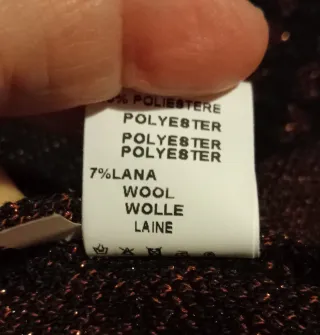 % POLIESTERE
POLYESTER
POLYESTER
POLYESTER
7%LANA
WOOL
WOLLE
LAINE